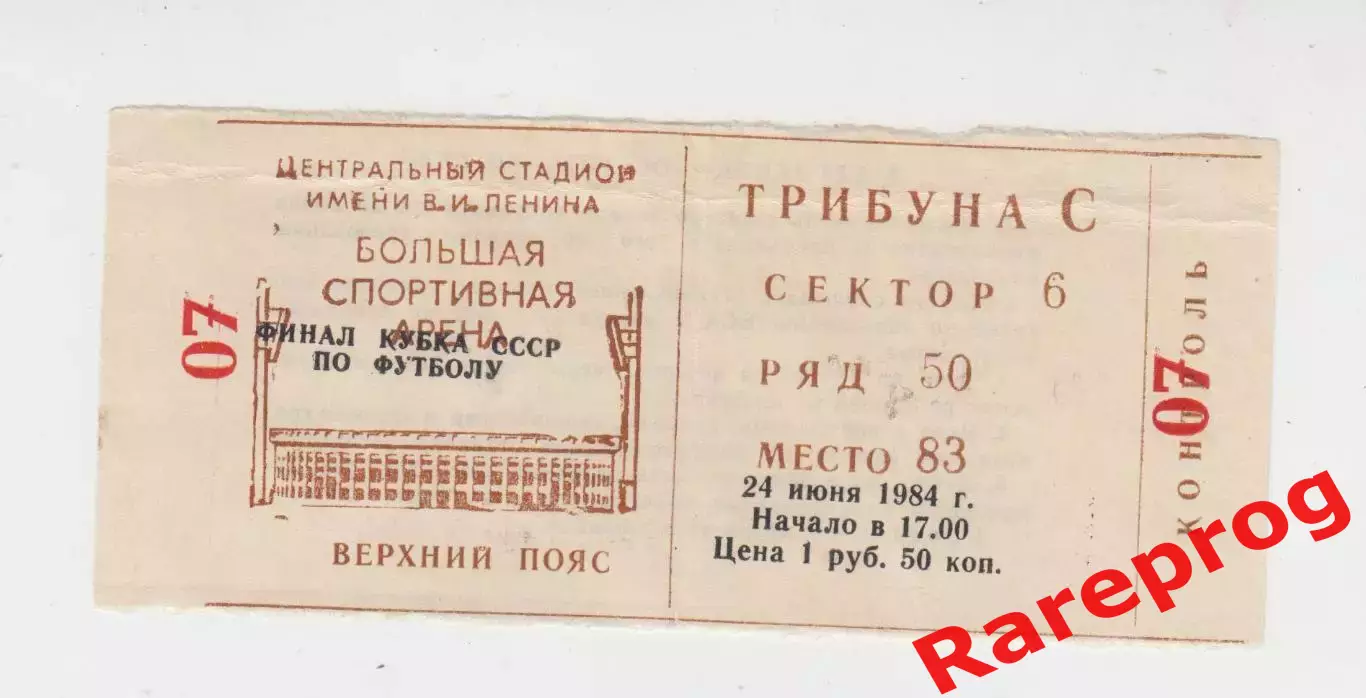 ЦЕНТРАЛЬНЫЙ СТАДИОН
ИМЕНИ В.И.ЛЕНИНА
БОЛЬШАЯ
СПОРТИВНАЯ
АРЕНА
ФИНАЛ КУБКА СССР
ПО ФУТБОЛУ
07
ВЕРХНИЙ ПОЯС
ТРИБУНА С
СЕКТОР 6
РЯД 50
МЕСТО 83
24 июня 1984 г.
Начало в 17.00
Цена 1 руб. 50 коп.
КОНТРОЛЬ
07
Rareprog